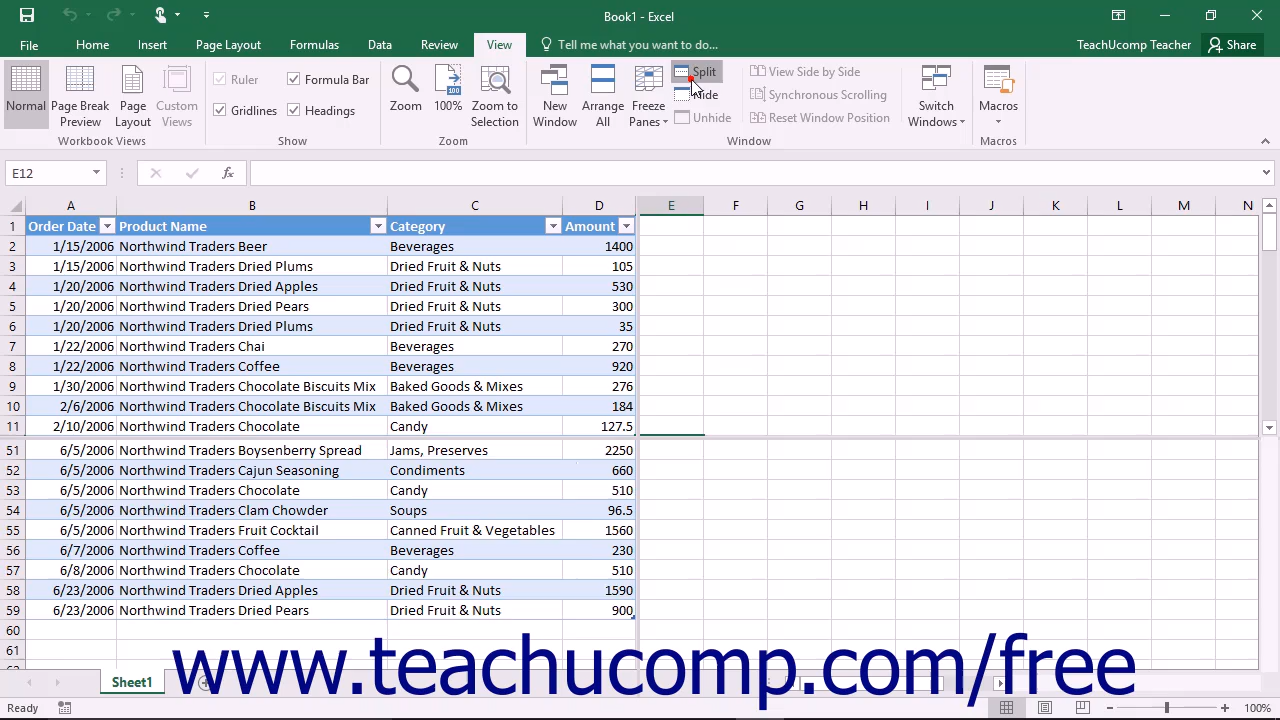 Book1 - Excel
File Home Insert Page Layout Formulas Data Review View Tell me what you want to do... TeachUcomp Teacher Share
Normal Page Break Preview Page Layout Custom Views
Workbook Views
Ruler Formula Bar
Gridlines Headings
Show
Zoom 100% Zoom to Selection
Zoom
New Window Arrange All Freeze Panes
Split
Hide
Unhide
View Side by Side
Synchronous Scrolling
Reset Window Position
Switch Windows
Window
Macros
Macros
E12 fx
A B C D E F G H I J K L M N
1 Order Date Product Name Category Amount
2 1/15/2006 Northwind Traders Beer Beverages 1400
3 1/15/2006 Northwind Traders Dried Plums Dried Fruit & Nuts 105
4 1/20/2006 Northwind Traders Dried Apples Dried Fruit & Nuts 530
5 1/20/2006 Northwind Traders Dried Pears Dried Fruit & Nuts 300
6 1/20/2006 Northwind Traders Dried Plums Dried Fruit & Nuts 35
7 1/22/2006 Northwind Traders Chai Beverages 270
8 1/22/2006 Northwind Traders Coffee Beverages 920
9 1/30/2006 Northwind Traders Chocolate Biscuits Mix Baked Goods & Mixes 276
10 2/6/2006 Northwind Traders Chocolate Biscuits Mix Baked Goods & Mixes 184
11 2/10/2006 Northwind Traders Chocolate Candy 127.5
51 6/5/2006 Northwind Traders Boysenberry Spread Jams, Preserves 2250
52 6/5/2006 Northwind Traders Cajun Seasoning Condiments 660
53 6/5/2006 Northwind Traders Chocolate Candy 510
54 6/5/2006 Northwind Traders Clam Chowder Soups 96.5
55 6/5/2006 Northwind Traders Fruit Cocktail Canned Fruit & Vegetables 1560
56 6/7/2006 Northwind Traders Coffee Beverages 230
57 6/8/2006 Northwind Traders Chocolate Candy 510
58 6/23/2006 Northwind Traders Dried Apples Dried Fruit & Nuts 1590
59 6/23/2006 Northwind Traders Dried Pears Dried Fruit & Nuts 900
60
61
www.teachucomp.com/free
Sheet1
Ready 100%